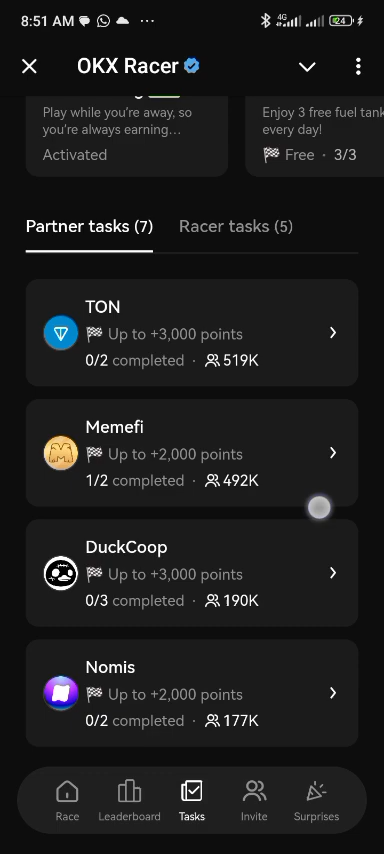 8:51 AM
4G
24
OKX Racer
Play while you're away, so
you're always earning...
Activated
Enjoy 3 free fuel tank
every day!
Free · 3/3
Partner tasks (7)
Racer tasks (5)
TON
Up to +3,000 points
0/2 completed · 519K
Memefi
Up to +2,000 points
1/2 completed · 492K
DuckCoop
Up to +3,000 points
0/3 completed · 190K
Nomis
Up to +2,000 points
0/2 completed · 177K
Race
Leaderboard
Tasks
Invite
Surprises